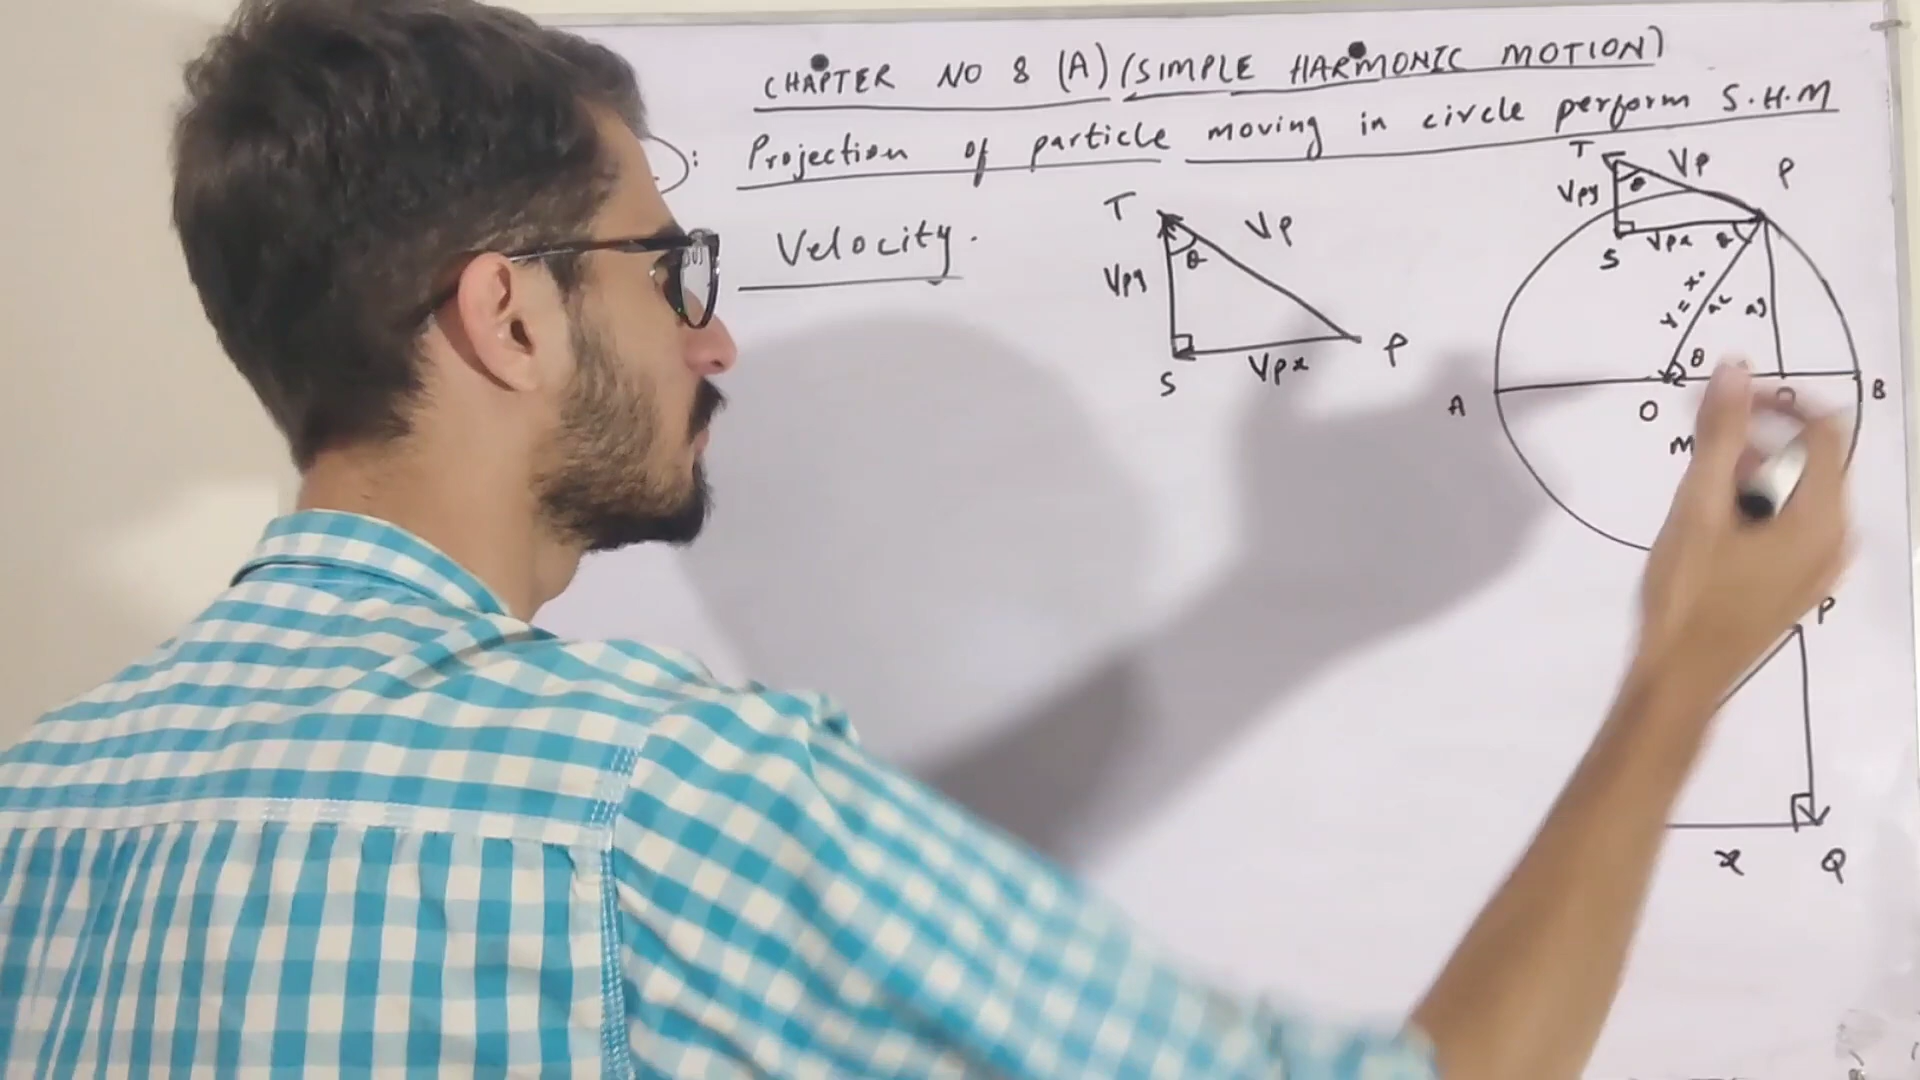 CHAPTER NO 8 (A) (SIMPLE HARMONIC MOTION)
: Projection of particle moving in circle perform S.H.M
Velocity.
T
Vp
θ
Vpy
Vpx
S
P
T
Vp
P
Vpy
θ
S
Vpx
θ
θ
A
O
B
M
P
x
Q